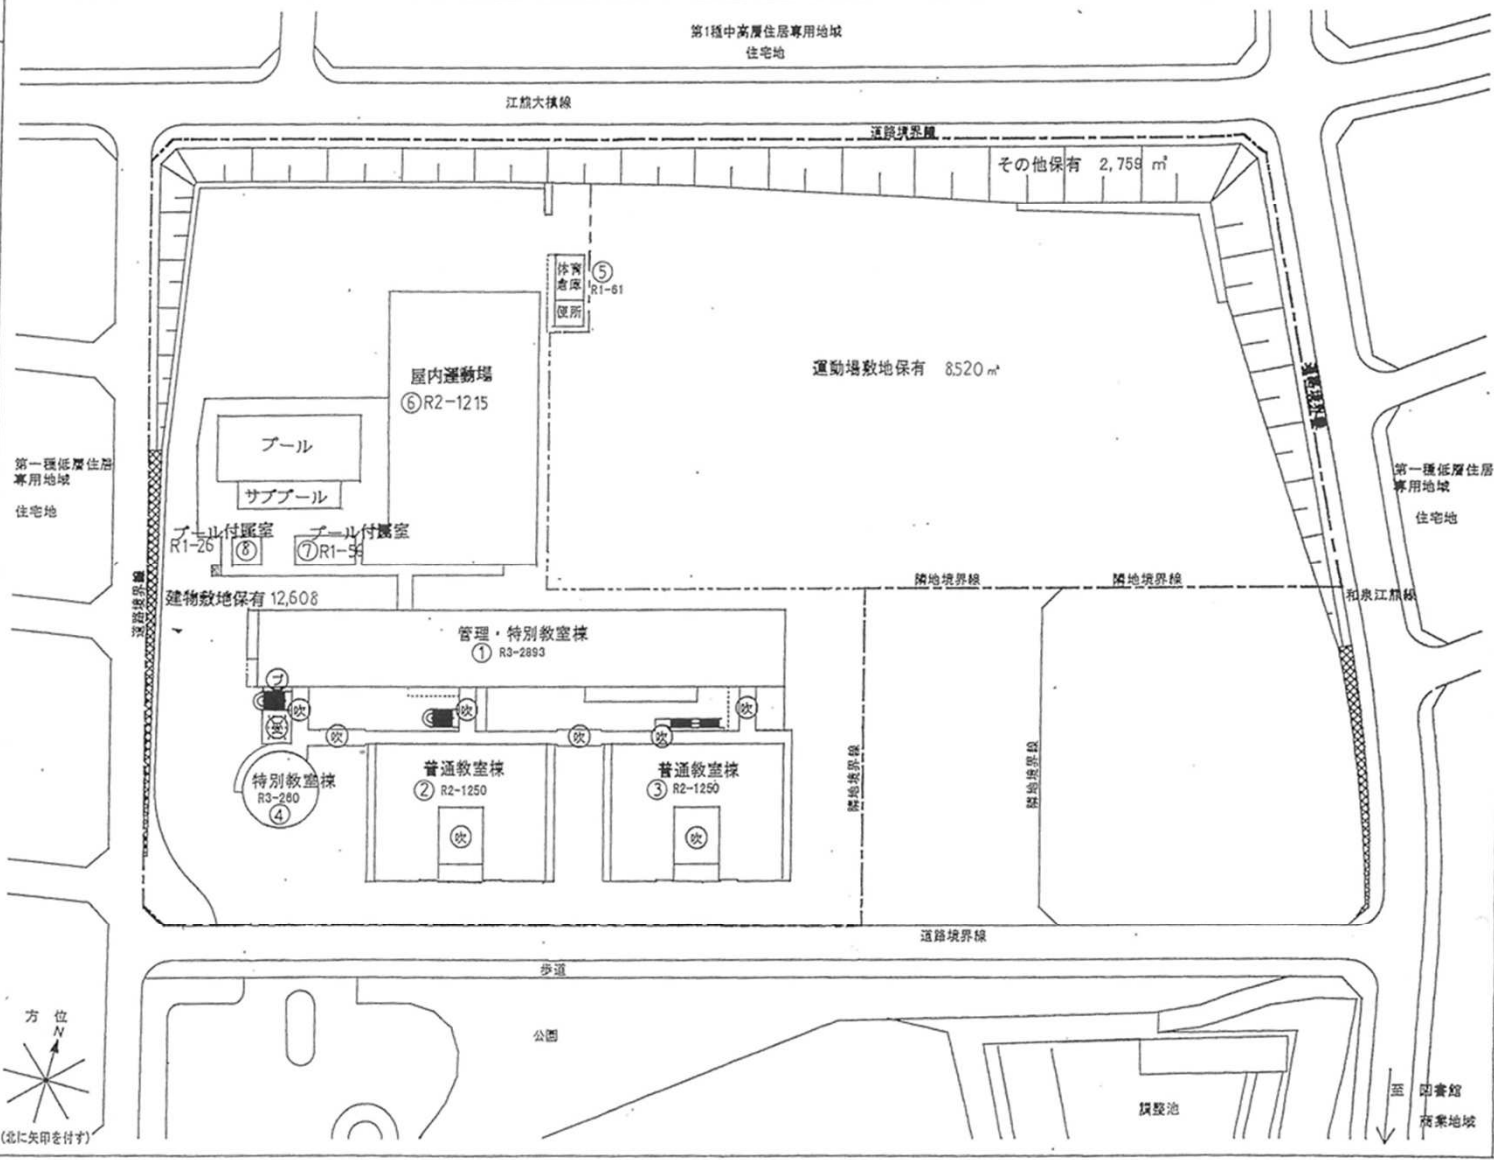 第1種中高層住居専用地域
住宅地
江熊大槙線
道路境界線
その他保有 2,759 ㎡
体育
倉庫
便所
⑤
R1-61
屋内運動場
⑥R2-1215
運動場敷地保有 8,520㎡
道路境界線
プール
サブプール
プール付属室
R1-26 ⑧
プール付属室
⑦R1-56
第一種低層住居
専用地域
住宅地
第一種低層住居
専用地域
住宅地
道路境界線
建物敷地保有 12,608
隣地境界線
隣地境界線
和泉江熊線
管理・特別教室棟
① R3-2893
プ
吹
吹
吹
吹
吹
吹
特別教室棟
R3-260
④
普通教室棟
② R2-1250
吹
普通教室棟
③ R2-1250
吹
隣地境界線
隣地境界線
道路境界線
歩道
公園
調整池
方 位
N
(北に矢印を付す)
至 図書館
商業地域